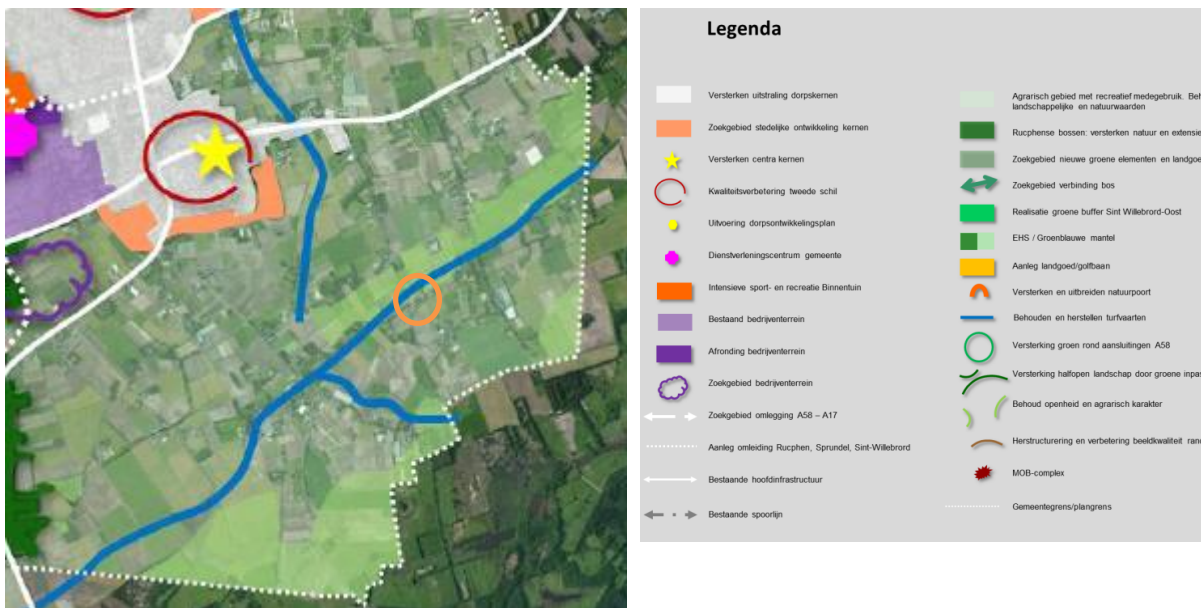 Legenda
Versterken uitstraling dorpskernen
Zoekgebied stedelijke ontwikkeling kernen
Versterken centra kernen
Kwaliteitsverbetering tweede schil
Uitvoering dorpsontwikkelingsplan
Dienstverleningscentrum gemeente
Intensieve sport- en recreatie Binnentuin
Bestaand bedrijventerrein
Afronding bedrijventerrein
Zoekgebied bedrijventerrein
Zoekgebied omlegging A58 – A17
Aanleg omleiding Rucphen, Sprundel, Sint-Willebrord
Bestaande hoofdinfrastructuur
Bestaande spoorlijn
Agrarisch gebied met recreatief medegebruik. Beh
landschappelijke en natuurwaarden
Rucphense bossen: versterken natuur en extensie
Zoekgebied nieuwe groene elementen en landgoe
Zoekgebied verbinding bos
Realisatie groene buffer Sint Willebrord-Oost
EHS / Groenblauwe mantel
Aanleg landgoed/golfbaan
Versterken en uitbreiden natuurpoort
Behouden en herstellen turfvaarten
Versterking groen rond aansluitingen A58
Versterking halfopen landschap door groene inpas
Behoud openheid en agrarisch karakter
Herstructurering en verbetering beeldkwaliteit rand
MOB-complex
Gemeentegrens/plangrens